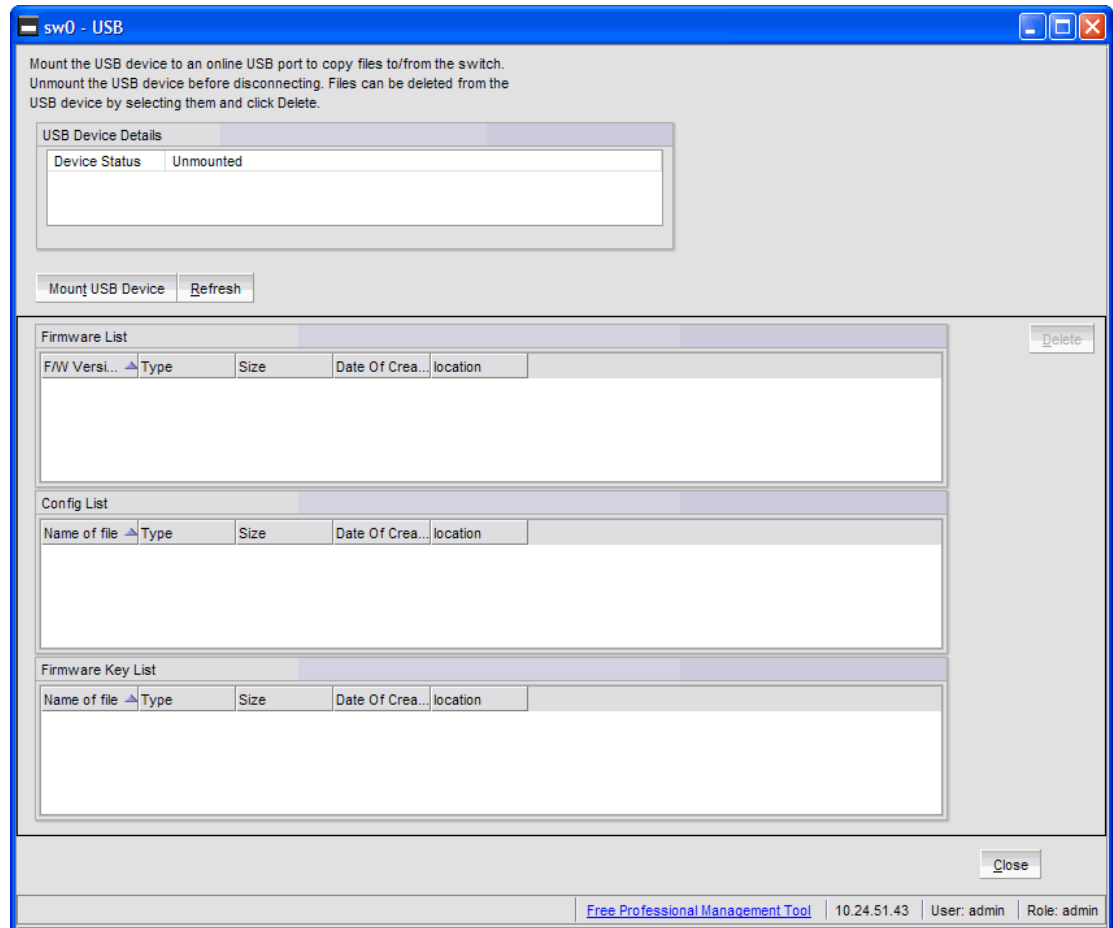 sw0 - USB
Mount the USB device to an online USB port to copy files to/from the switch.
Unmount the USB device before disconnecting. Files can be deleted from the
USB device by selecting them and click Delete.
USB Device Details
Device Status Unmounted
Mount USB Device Refresh
Firmware List Delete
F/W Versi... Type Size Date Of Crea... location
Config List
Name of file Type Size Date Of Crea... location
Firmware Key List
Name of file Type Size Date Of Crea... location
Close
Free Professional Management Tool 10.24.51.43 User: admin Role: admin